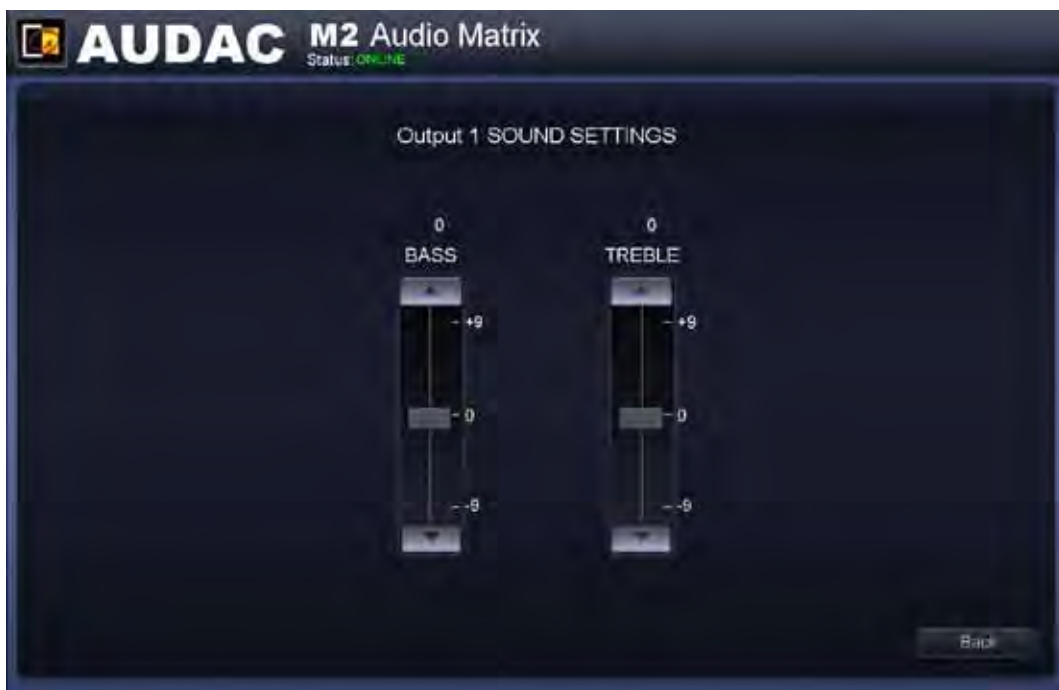 AUDAC M2 Audio Matrix
Status: ONLINE
Output 1 SOUND SETTINGS
0 0
BASS TREBLE
+9 +9
0 0
-9 -9
Back